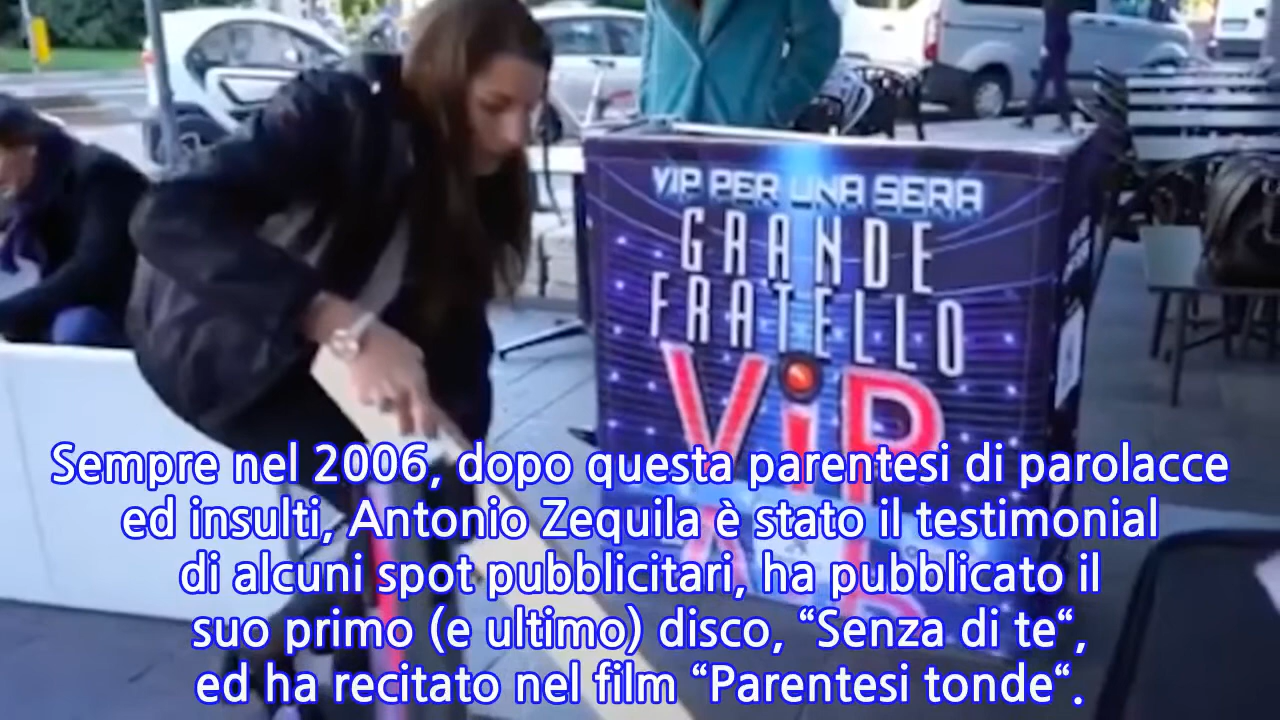 VIP PER UNA SERA
GRANDE
FRATELLO
ViP
Sempre nel 2006, dopo questa parentesi di parolacce
ed insulti, Antonio Zequila è stato il testimonial
di alcuni spot pubblicitari, ha pubblicato il
suo primo (e ultimo) disco, “Senza di te“,
ed ha recitato nel film “Parentesi tonde“.